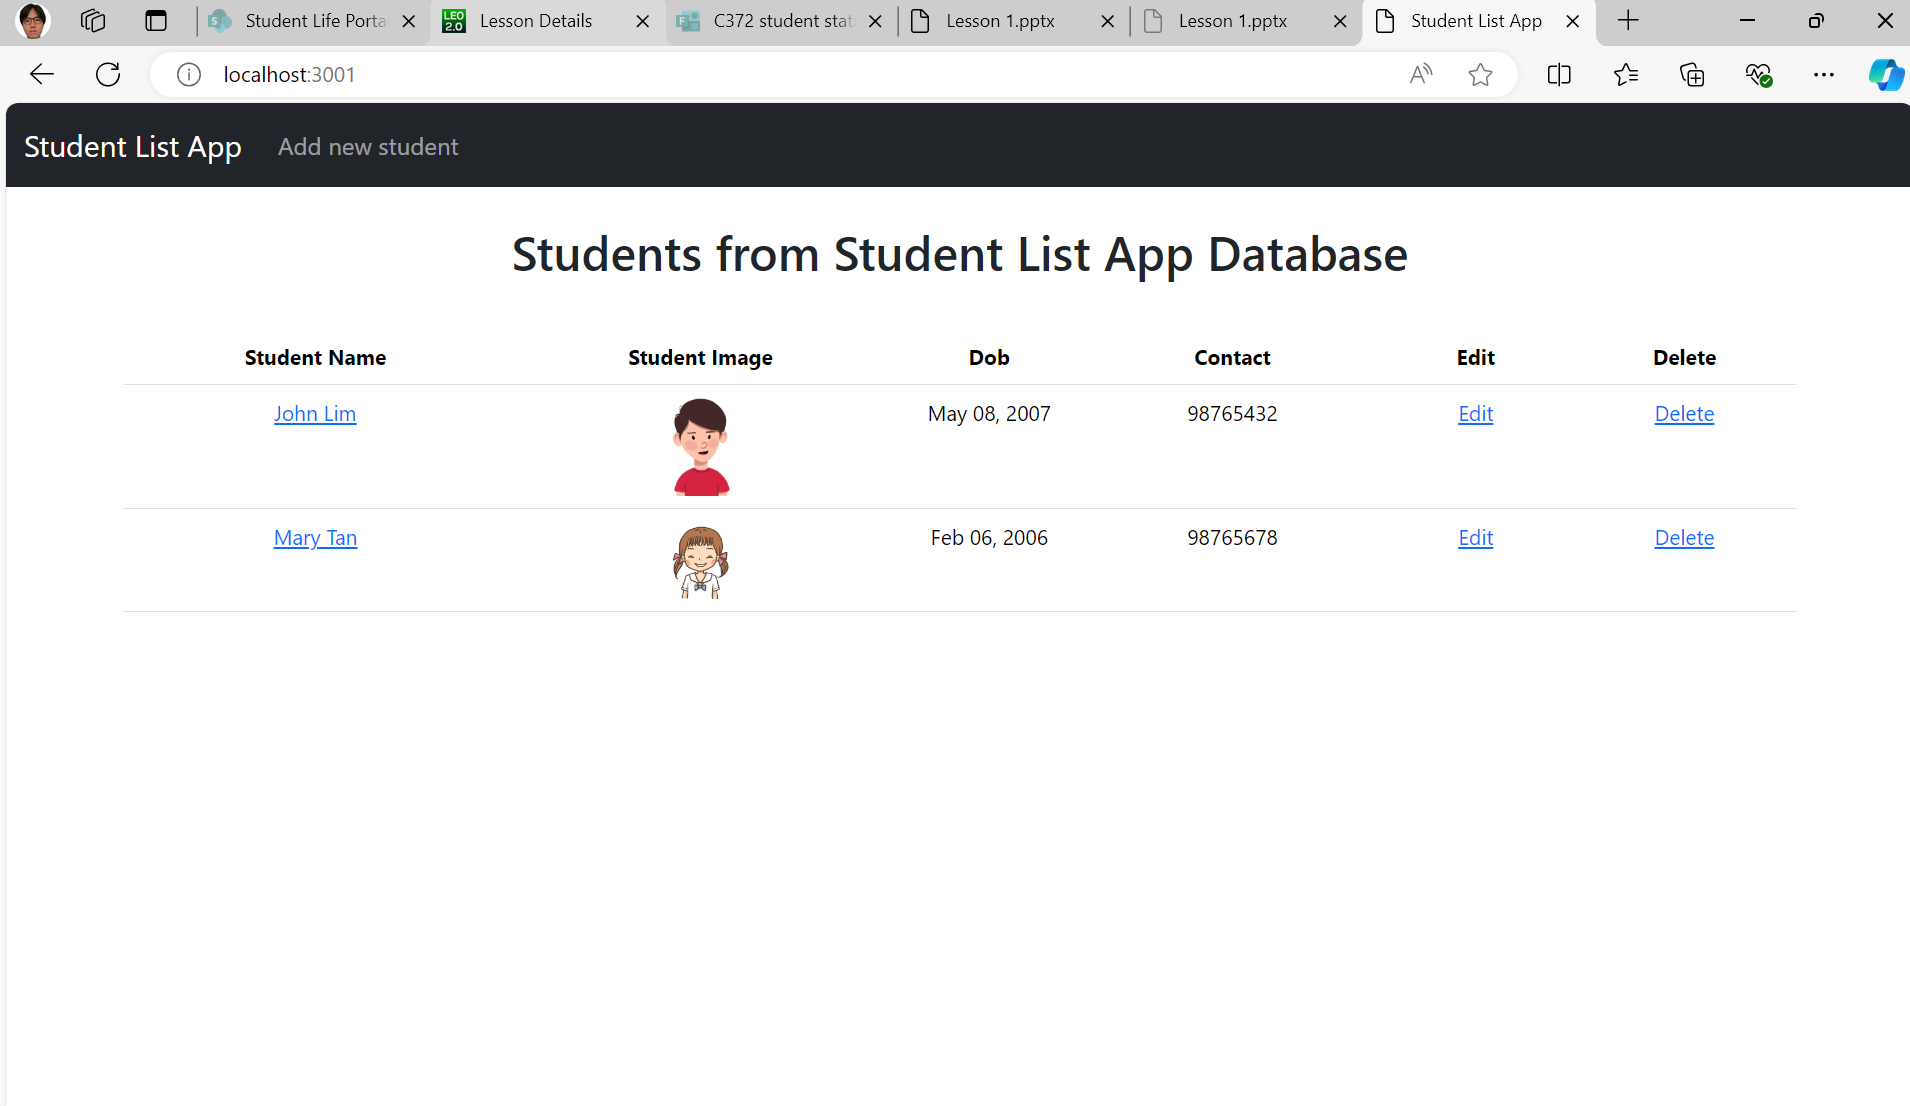 Student Life Porta
LEO 2.0 Lesson Details
C372 student stat
Lesson 1.pptx
Lesson 1.pptx
Student List App
localhost:3001
Student List App Add new student
Students from Student List App Database
Student Name Student Image Dob Contact Edit Delete
John Lim May 08, 2007 98765432 Edit Delete
Mary Tan Feb 06, 2006 98765678 Edit Delete